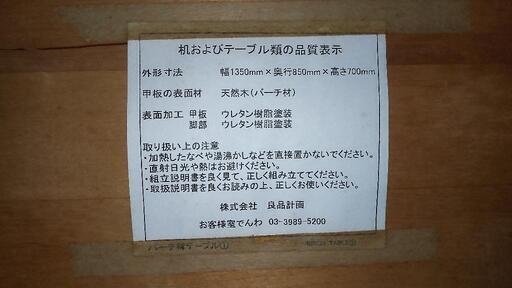 机およびテーブル類の品質表示
外形寸法 幅1350mm×奥行850mm×高さ700mm
甲板の表面材 天然木(バーチ材)
表面加工 甲板 ウレタン樹脂塗装
脚部 ウレタン樹脂塗装
取り扱い上の注意
・加熱したなべや湯沸かしなどを直接置かないでください。
・直射日光や熱はお避けください。
・組立説明書を良く見て、正しく組み立ててください。
・取扱説明書を良くお読みの上、正しくお使いください。
株式会社 良品計画
お客様室でんわ 03-3989-5200